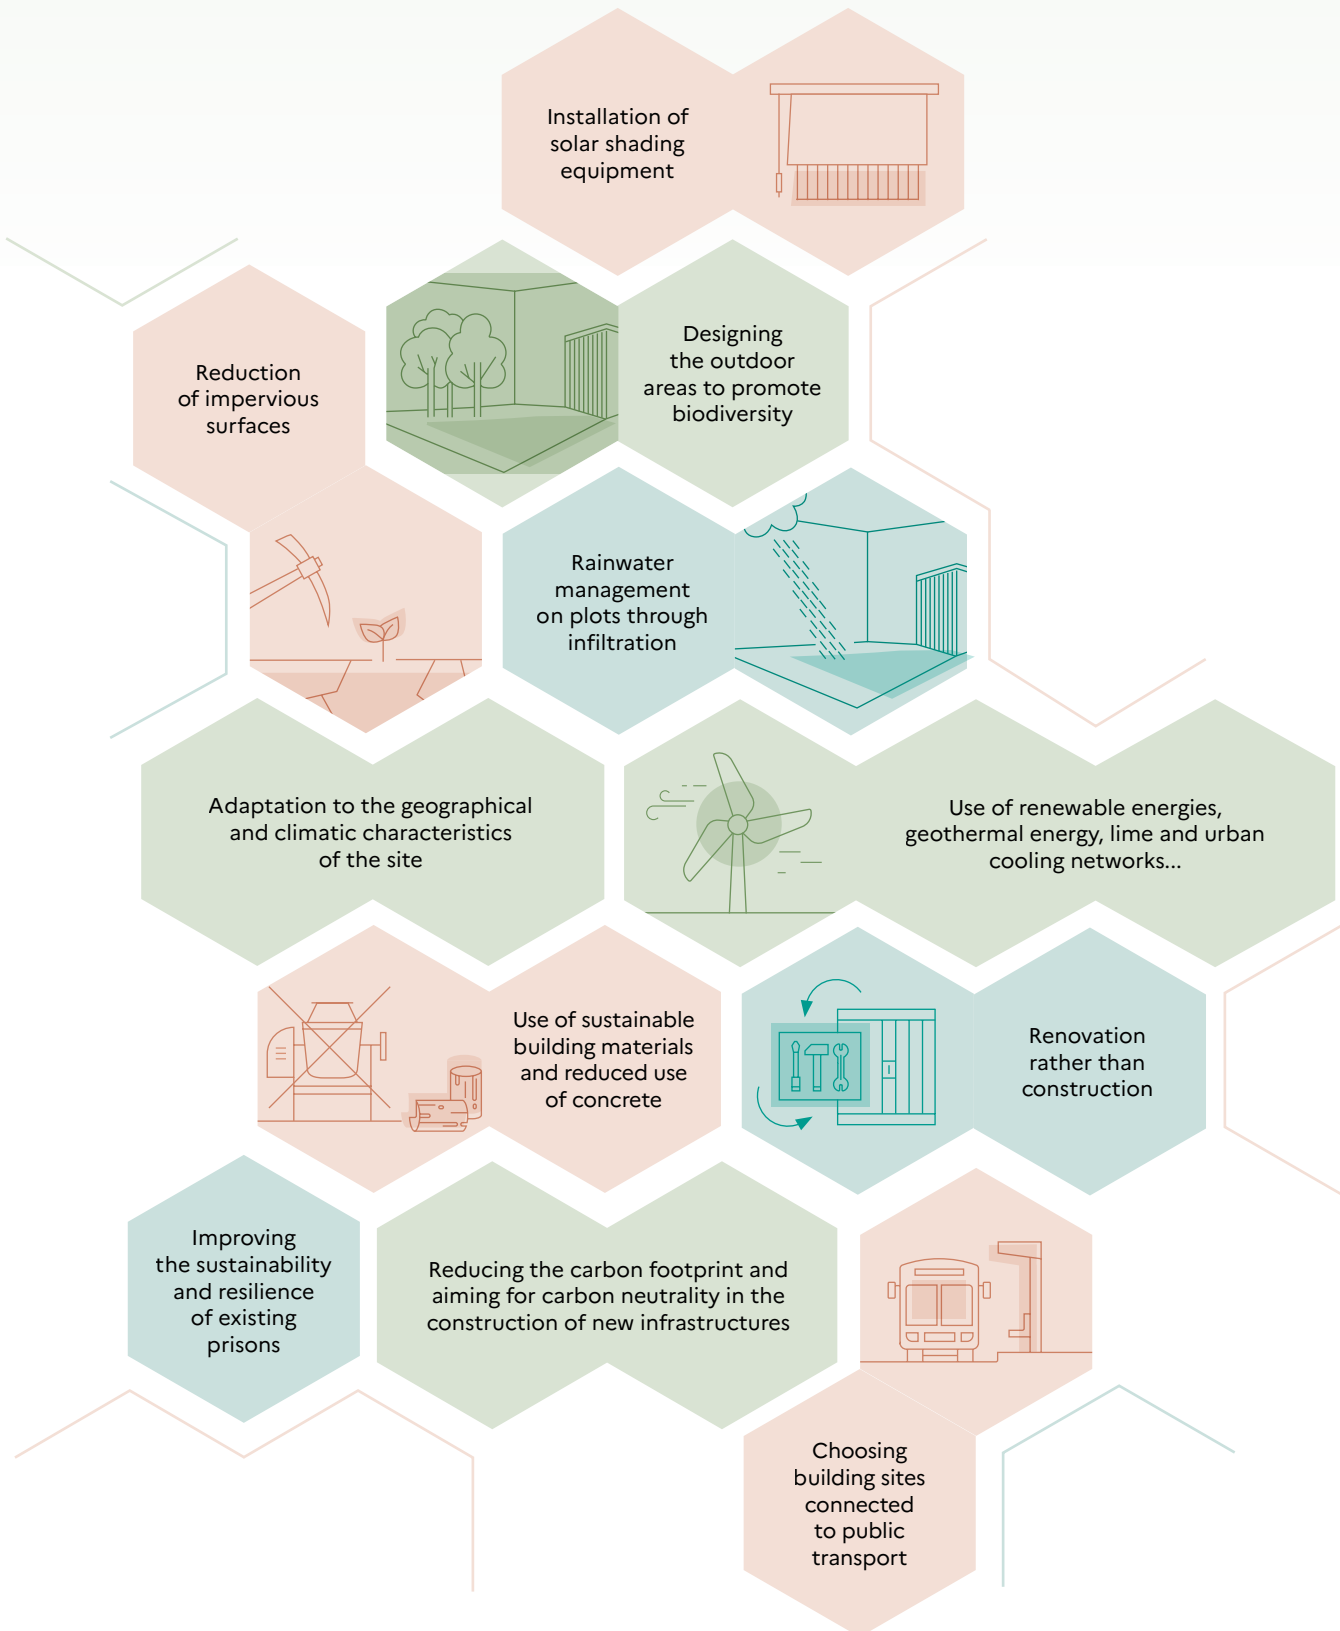 Installation of
solar shading
equipment
Designing
the outdoor
areas to promote
biodiversity
Reduction
of impervious
surfaces
Rainwater
management
on plots through
infiltration
Adaptation to the geographical
and climatic characteristics
of the site
Use of renewable energies,
geothermal energy, lime and urban
cooling networks...
Use of sustainable
building materials
and reduced use
of concrete
Renovation
rather than
construction
Improving
the sustainability
and resilience
of existing
prisons
Reducing the carbon footprint and
aiming for carbon neutrality in the
construction of new infrastructures
Choosing
building sites
connected
to public
transport